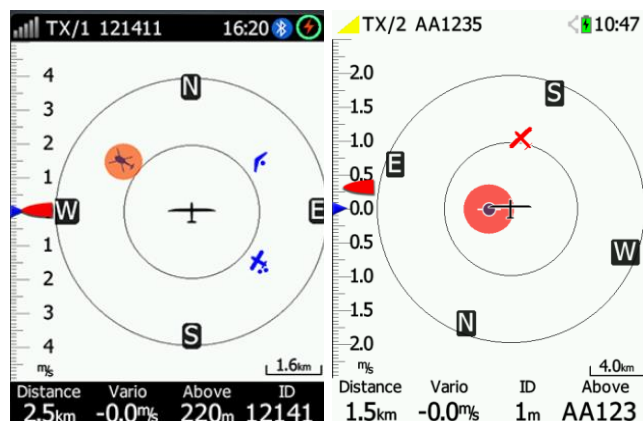 TX/1 121411 16:20
4
3
2
1
0
1
2
3
4
m/s
N
W
E
S
1.6km
Distance Vario Above ID
2.5km -0.0m/s 220m 12141
TX/2 AA1235 10:47
2.0
1.5
1.0
0.5
0.0
0.5
1.0
1.5
2.0
m/s
S
E
W
N
4.0km
Distance Vario ID Above
1.5km -0.0m/s 1m AA123